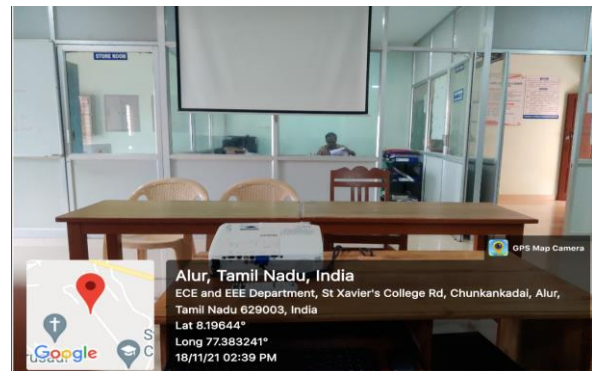 STORE ROOM
GPS Map Camera
Alur, Tamil Nadu, India
ECE and EEE Department, St Xavier's College Rd, Chunkankadai, Alur,
Tamil Nadu 629003, India
Lat 8.19644°
Long 77.383241°
18/11/21 02:39 PM
Google